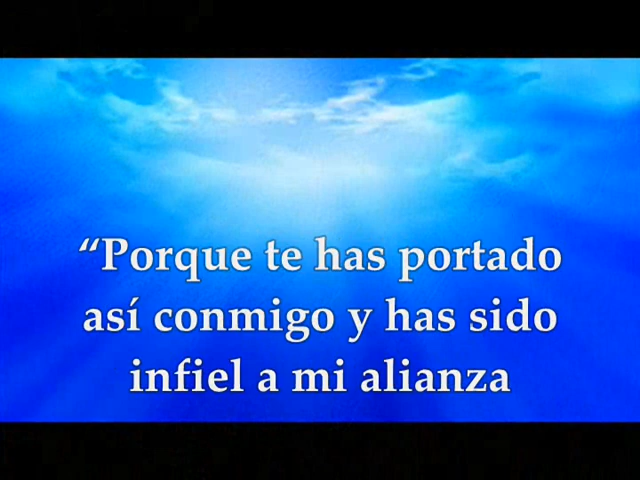 “Porque te has portado
así conmigo y has sido
infiel a mi alianza